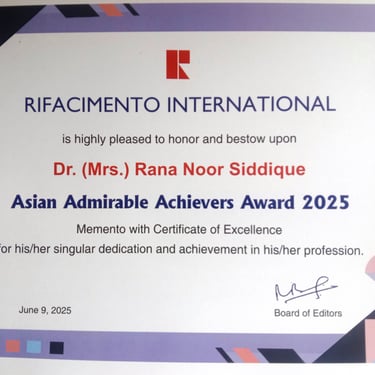 RIFACIMENTO INTERNATIONAL
is highly pleased to honor and bestow upon
Dr. (Mrs.) Rana Noor Siddique
Asian Admirable Achievers Award 2025
Memento with Certificate of Excellence
for his/her singular dedication and achievement in his/her profession.
June 9, 2025
Board of Editors